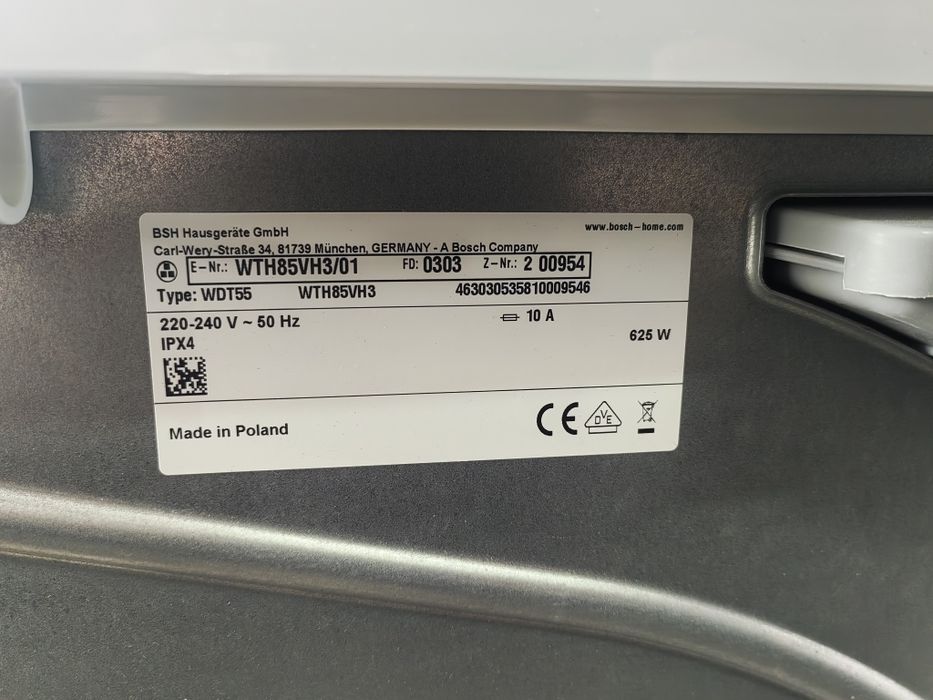 BSH Hausgeräte GmbH
www.bosch-home.com
Carl-Wery-Straße 34, 81739 München, GERMANY - A Bosch Company
E-Nr.: WTH85VH3/01 FD: 0303 Z-Nr.: 2 00954
Type: WDT55 WTH85VH3 463030535810009546
220-240 V ~ 50 Hz 10 A
IPX4 625 W
Made in Poland CE DVE